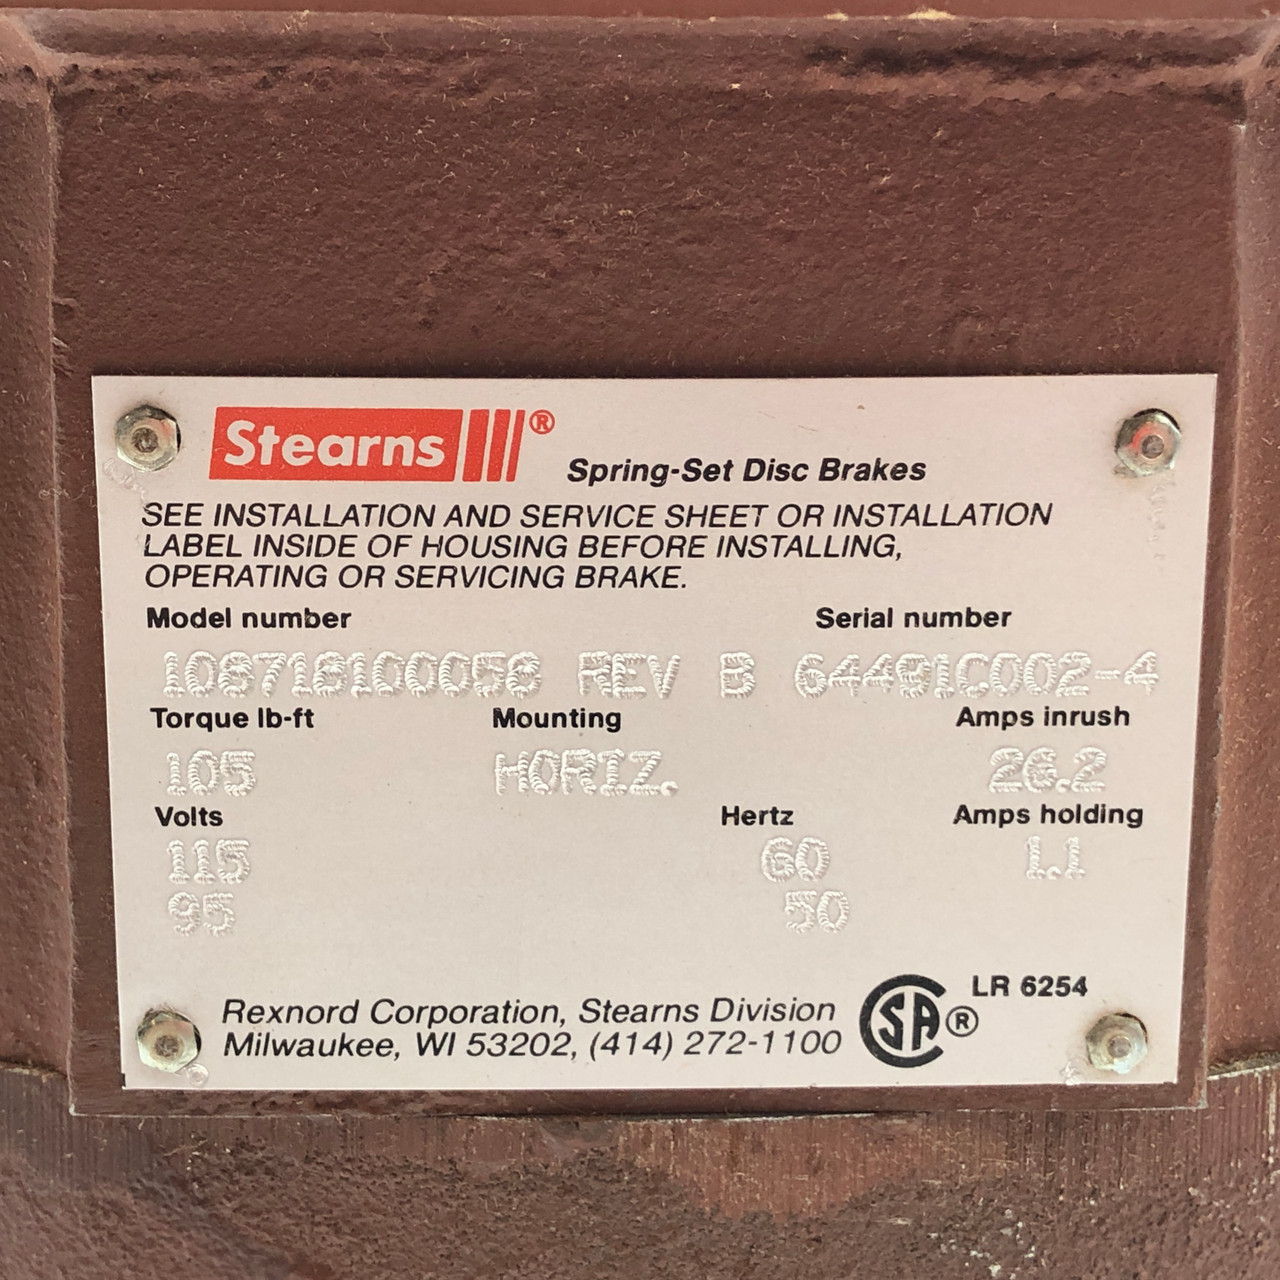 Stearns®
Spring-Set Disc Brakes
SEE INSTALLATION AND SERVICE SHEET OR INSTALLATION
LABEL INSIDE OF HOUSING BEFORE INSTALLING,
OPERATING OR SERVICING BRAKE.
Model number Serial number
108718100058 REV B 64491C002-4
Torque lb-ft Mounting Amps inrush
105 HORIZ. 26.2
Volts Hertz Amps holding
115 60 1.1
95 50
Rexnord Corporation, Stearns Division
Milwaukee, WI 53202, (414) 272-1100
SA® LR 6254